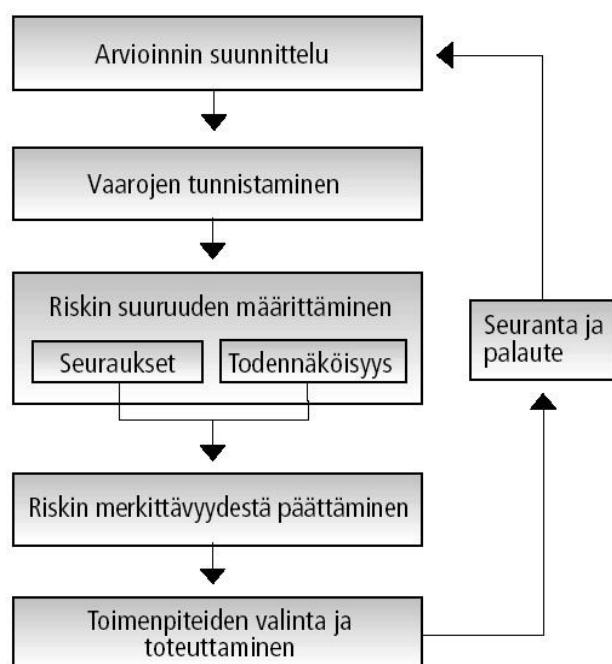 Arvioinnin suunnittelu
Vaarojen tunnistaminen
Riskin suuruuden määrittäminen
Seuraukset
Todennäköisyys
Riskin merkittävyydestä päättäminen
Toimenpiteiden valinta ja
toteuttaminen
Seuranta ja
palaute